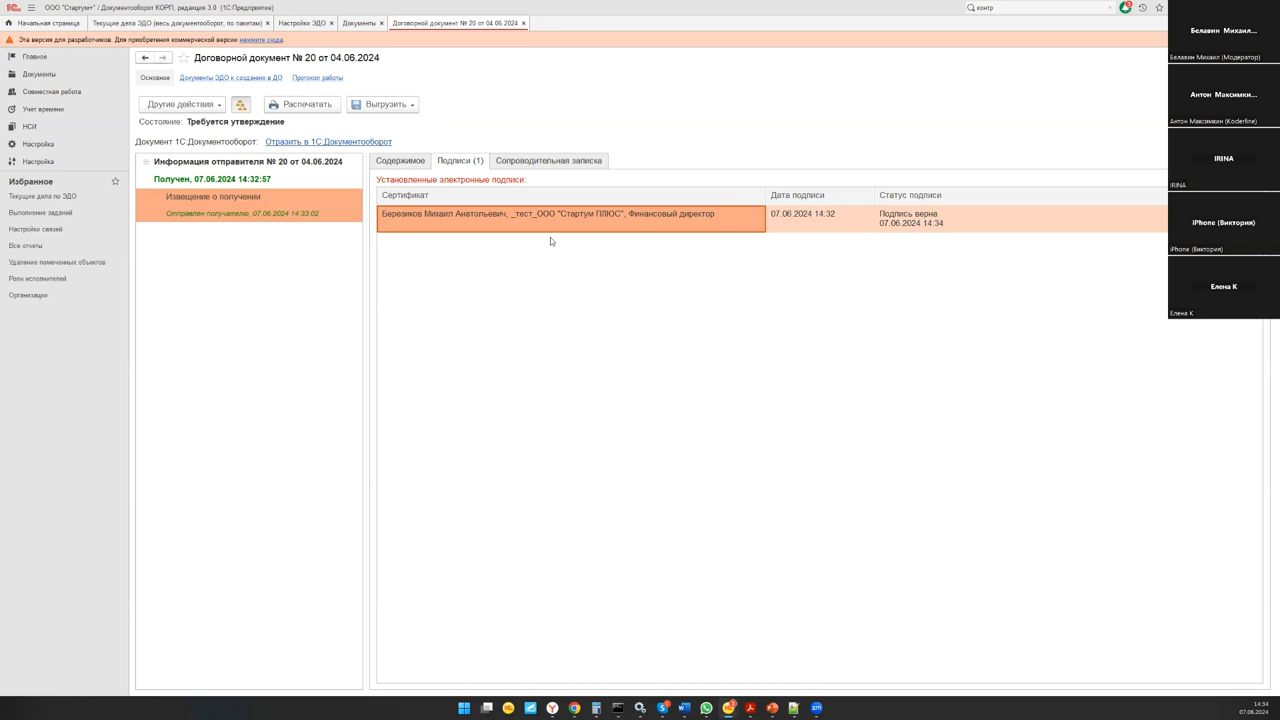 1С ООО "Стартум+" / Документооборот КОРП, редакция 3.0 (1С:Предприятие)
контр
Начальная страница
Текущие дела ЭДО (весь документооборот, по пакетам) ×
Настройки ЭДО ×
Документы ×
Договорной документ № 20 от 04.06.2024 ×
Эта версия для разработчиков. Для приобретения коммерческой версии нажмите сюда.
Главное
Документы
Совместная работа
Учет времени
НСИ
Настройка
Настройка
Избранное
Текущие дела по ЭДО
Выполнение заданий
Настройки связей
Все отчеты
Удаление помеченных объектов
Роли исполнителей
Организации
Договорной документ № 20 от 04.06.2024
Основное
Документы ЭДО к созданию в ДО
Протокол работы
Другие действия
Распечатать
Выгрузить
Состояние: Требуется утверждение
Документ 1С:Документооборот: Отразить в 1С:Документооборот
Информация отправителя № 20 от 04.06.2024
Получен, 07.06.2024 14:32:57
Извещение о получении
Отправлен получателю, 07.06.2024 14:33:02
Содержимое
Подписи (1)
Сопроводительная записка
Установленные электронные подписи:
Сертификат
Дата подписи
Статус подписи
Березиков Михаил Анатольевич, _тест_ООО "Стартум ПЛЮС", Финансовый директор
07.06.2024 14:32
Подпись верна
07.06.2024 14:34
Белавин Михаил...
Белавин Михаил (Модератор)
Антон Максимки...
Антон Максимкин (Koderline)
IRINA
IRINA
iPhone (Виктория)
iPhone (Виктория)
Елена К
Елена К
14:34
07.06.2024